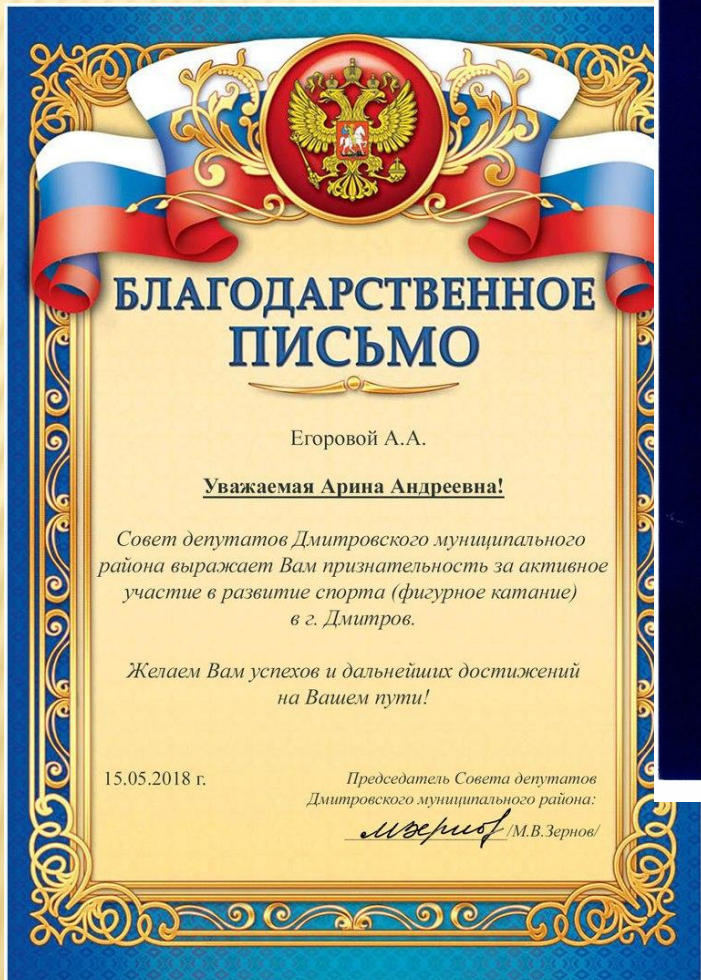 БЛАГОДАРСТВЕННОЕ
ПИСЬМО
Егоровой А.А.
Уважаемая Арина Андреевна!
Совет депутатов Дмитровского муниципального
района выражает Вам признательность за активное
участие в развитие спорта (фигурное катание)
в г. Дмитров.
Желаем Вам успехов и дальнейших достижений
на Вашем пути!
15.05.2018 г.
Председатель Совета депутатов
Дмитровского муниципального района:
/М.В.Зернов/